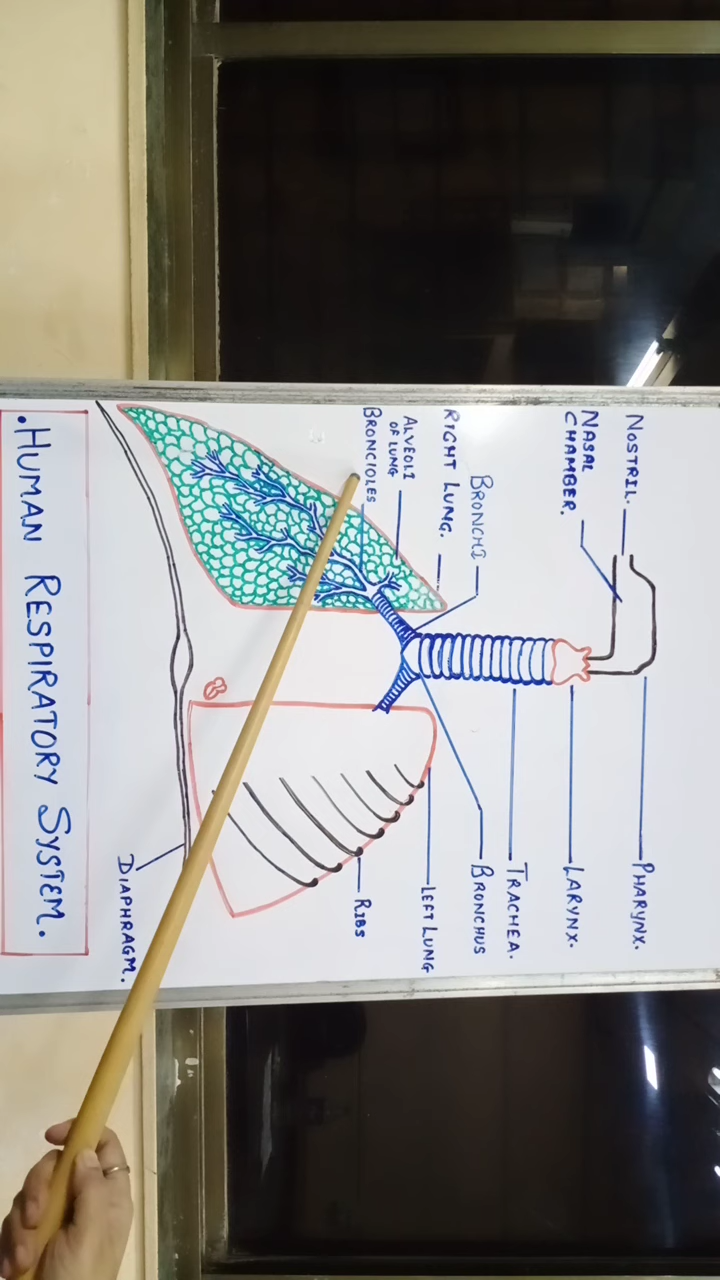 NOSTRIL.
NASAL
CHAMBER.
BRONCHI
RIGHT LUNG.
ALVEOLI
OF LUNG
BRONCIOLES
PHARYNX.
LARYNX.
TRACHEA.
BRONCHUS
LEFT LUNG
RIBS
DIAPHRAGM.
.HUMAN RESPIRATORY SYSTEM.